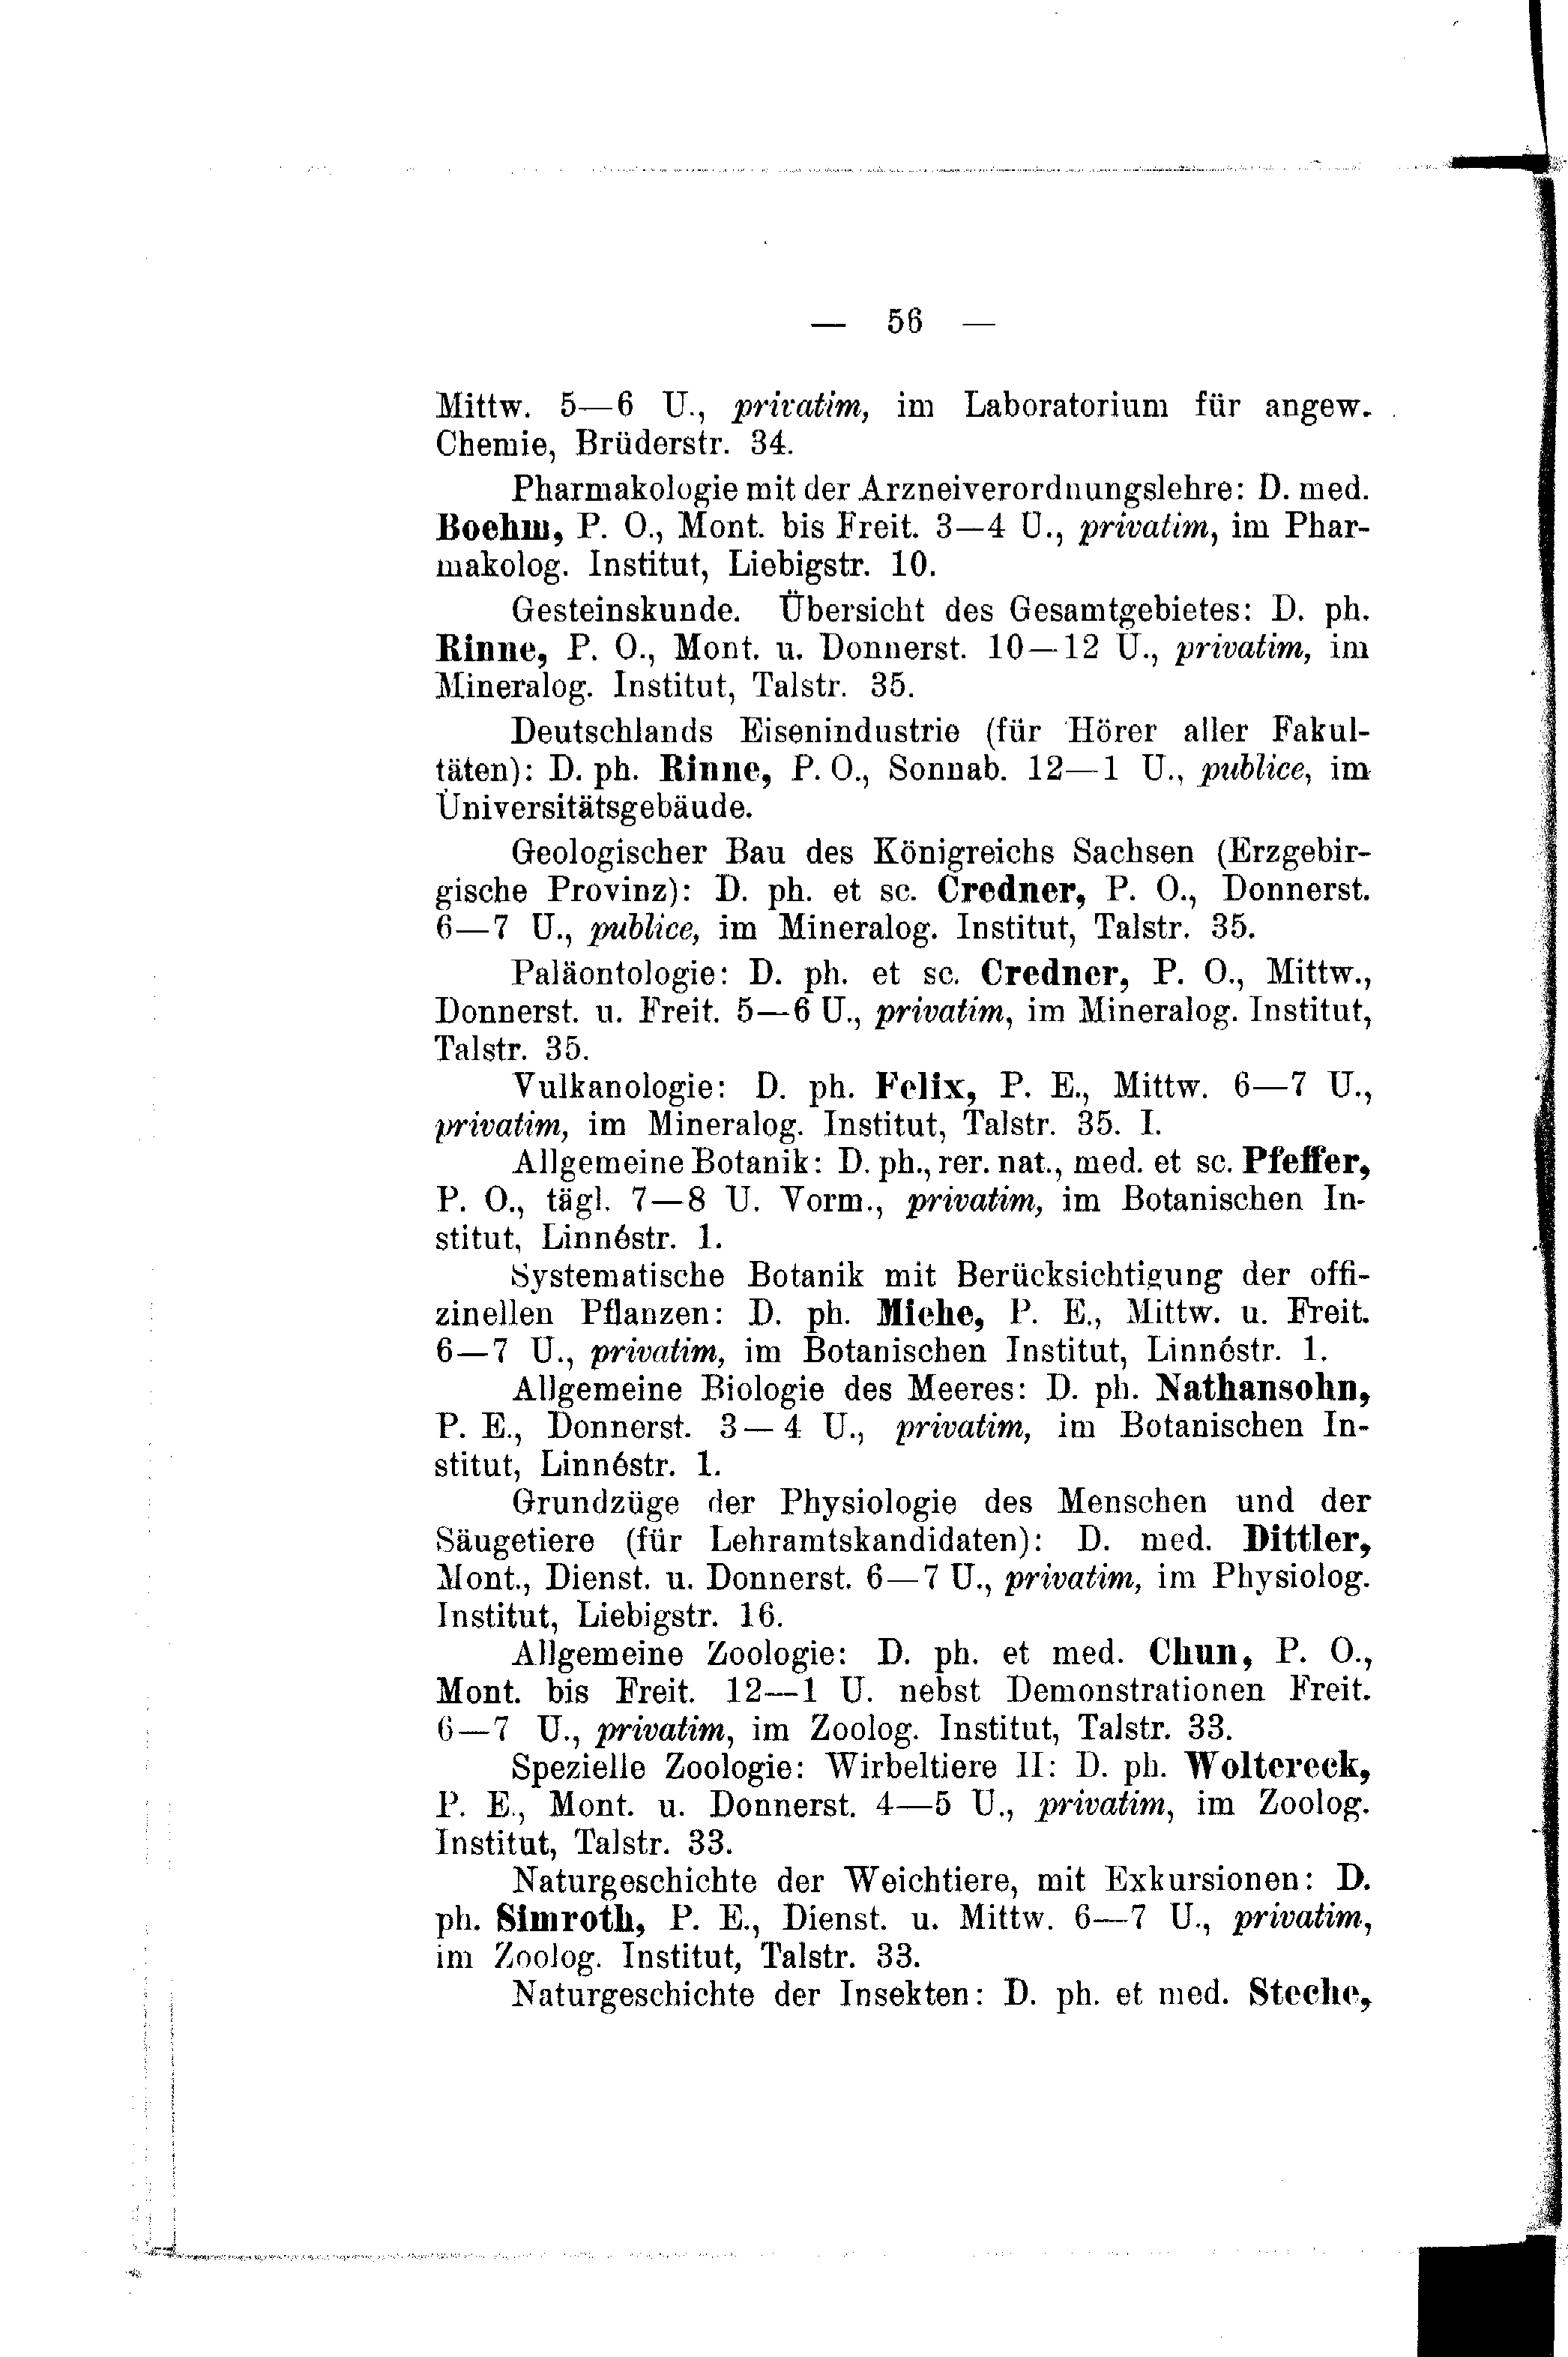 — 56 —
Mittw. 5—6 U., privatim, im Laboratorium für angew.
Chemie, Brüderstr. 34.
Pharmakologie mit der Arzneiverordnungslehre: D. med.
Boehm, P. O., Mont. bis Freit. 3—4 U., privatim, im Phar-
makolog. Institut, Liebigstr. 10.
Gesteinskunde. Übersicht des Gesamtgebietes: D. ph.
Rinne, P. O., Mont. u. Donnerst. 10—12 U., privatim, im
Mineralog. Institut, Talstr. 35.
Deutschlands Eisenindustrie (für Hörer aller Fakul-
täten): D. ph. Rinne, P. O., Sonnab. 12—1 U., publice, im
Universitätsgebäude.
Geologischer Bau des Königreichs Sachsen (Erzgebir-
gische Provinz): D. ph. et sc. Credner, P. O., Donnerst.
6—7 U., publice, im Mineralog. Institut, Talstr. 35.
Paläontologie: D. ph. et sc. Credner, P. O., Mittw.,
Donnerst. u. Freit. 5—6 U., privatim, im Mineralog. Institut,
Talstr. 35.
Vulkanologie: D. ph. Felix, P. E., Mittw. 6—7 U.,
privatim, im Mineralog. Institut, Talstr. 35. I.
Allgemeine Botanik: D. ph., rer. nat., med. et sc. Pfeffer,
P. O., tägl. 7—8 U. Vorm., privatim, im Botanischen In-
stitut, Linnéstr. 1.
Systematische Botanik mit Berücksichtigung der offi-
zinellen Pflanzen: D. ph. Miehe, P. E., Mittw. u. Freit.
6—7 U., privatim, im Botanischen Institut, Linnéstr. 1.
Allgemeine Biologie des Meeres: D. ph. Nathansohn,
P. E., Donnerst. 3—4 U., privatim, im Botanischen In-
stitut, Linnéstr. 1.
Grundzüge der Physiologie des Menschen und der
Säugetiere (für Lehramtskandidaten): D. med. Dittler,
Mont., Dienst. u. Donnerst. 6—7 U., privatim, im Physiolog.
Institut, Liebigstr. 16.
Allgemeine Zoologie: D. ph. et med. Chun, P. O.,
Mont. bis Freit. 12—1 U. nebst Demonstrationen Freit.
6—7 U., privatim, im Zoolog. Institut, Talstr. 33.
Spezielle Zoologie: Wirbeltiere II: D. ph. Woltereck,
P. E., Mont. u. Donnerst. 4—5 U., privatim, im Zoolog.
Institut, Talstr. 33.
Naturgeschichte der Weichtiere, mit Exkursionen: D.
ph. Simroth, P. E., Dienst. u. Mittw. 6—7 U., privatim,
im Zoolog. Institut, Talstr. 33.
Naturgeschichte der Insekten: D. ph. et med. Steche,